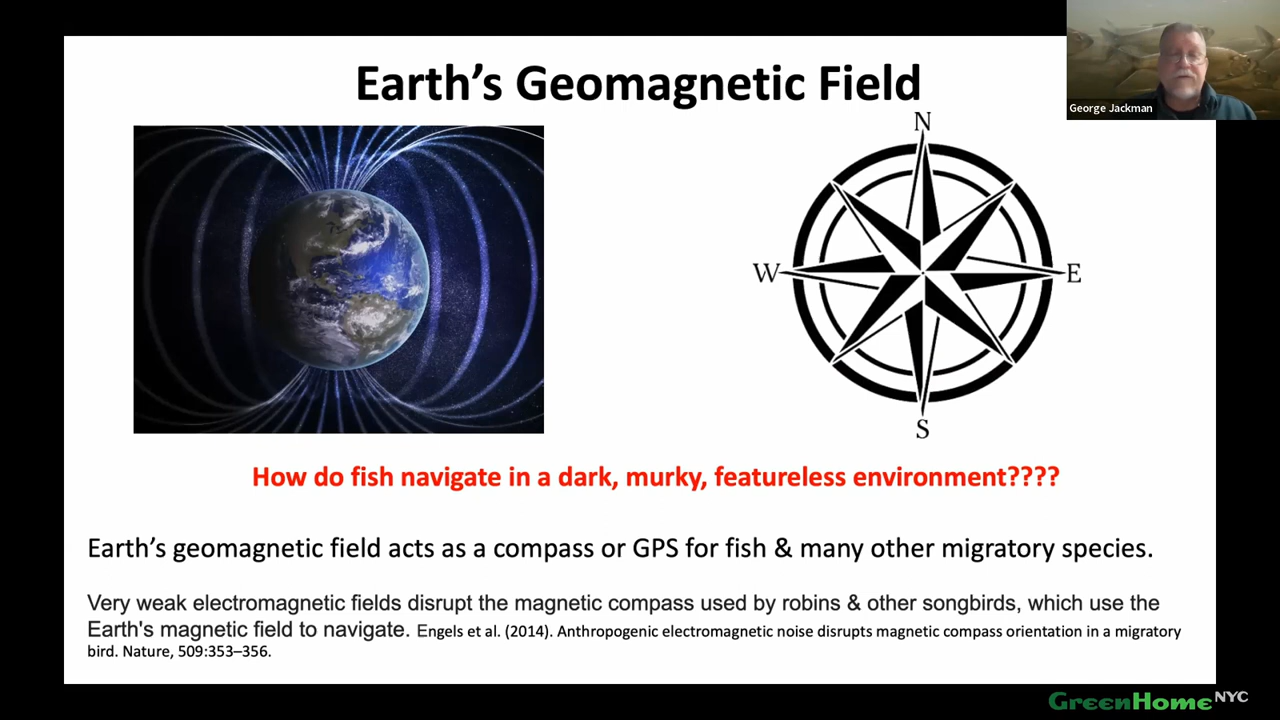 Earth's Geomagnetic Field
George Jackman
N
W
E
S
How do fish navigate in a dark, murky, featureless environment????
Earth's geomagnetic field acts as a compass or GPS for fish & many other migratory species.
Very weak electromagnetic fields disrupt the magnetic compass used by robins & other songbirds, which use the
Earth's magnetic field to navigate. Engels et al. (2014). Anthropogenic electromagnetic noise disrupts magnetic compass orientation in a migratory
bird. Nature, 509:353–356.
GreenHomeNYC